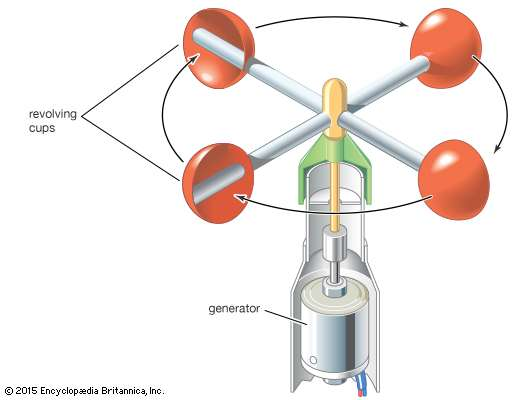 revolving
cups
generator
© 2015 Encyclopædia Britannica, Inc.